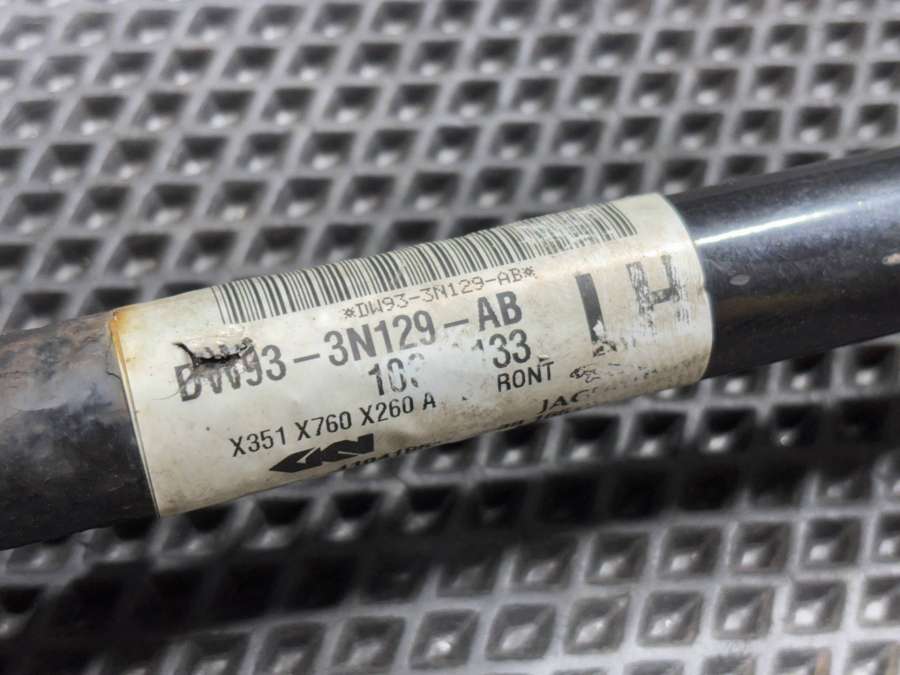 *DW93-3N129-AB*
DW93-3N129-AB
LH
133
X351 X760 X260 A
RONT